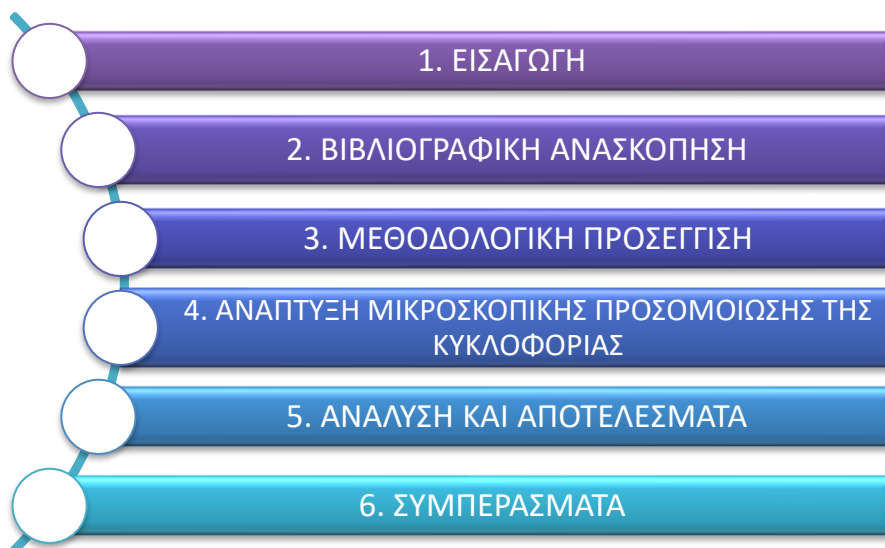 1. ΕΙΣΑΓΩΓΗ
2. ΒΙΒΛΙΟΓΡΑΦΙΚΗ ΑΝΑΣΚΟΠΗΣΗ
3. ΜΕΘΟΔΟΛΟΓΙΚΗ ΠΡΟΣΕΓΓΙΣΗ
4. ΑΝΑΠΤΥΞΗ ΜΙΚΡΟΣΚΟΠΙΚΗΣ ΠΡΟΣΟΜΟΙΩΣΗΣ ΤΗΣ
ΚΥΚΛΟΦΟΡΙΑΣ
5. ΑΝΑΛΥΣΗ ΚΑΙ ΑΠΟΤΕΛΕΣΜΑΤΑ
6. ΣΥΜΠΕΡΑΣΜΑΤΑ